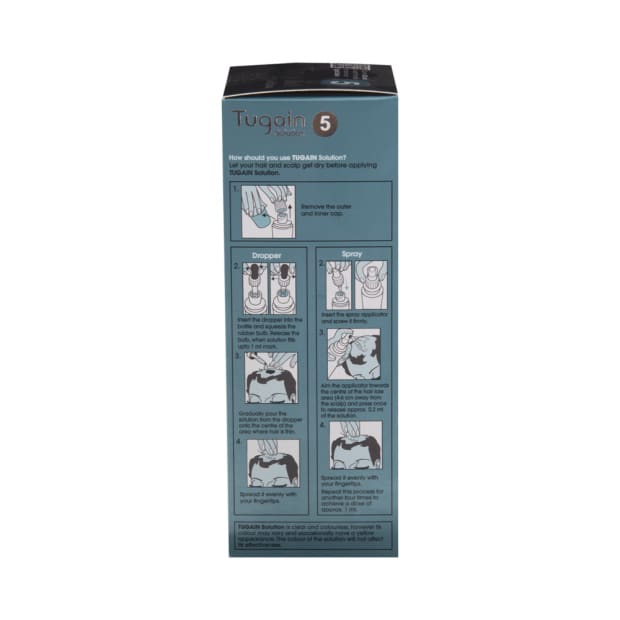 Tugain 5
Solution
How should you use TUGAIN Solution?
Let your hair and scalp get dry before applying
TUGAIN Solution.
1.
Remove the outer
and inner cap.
Dropper
2.
Insert the dropper into the
bottle and squeeze the
rubber bulb. Release the
bulb, when solution fills
upto 1 ml mark.
3.
Gradually pour the
solution from the dropper
onto the centre of the
area where hair is thin.
4.
Spread it evenly with
your fingertips.
Spray
2.
Insert the spray applicator
and screw it firmly.
3.
Aim the applicator towards
the centre of the hair loss
area (4-6 cm away from
the scalp) and press once
to release approx. 0.2 ml
of the solution.
4.
Spread it evenly with
your fingertips.
Repeat this process for
another four times to
achieve a dose of
approx. 1 ml.
TUGAIN Solution is clear and colourless, however its
colour may vary and occasionally have a yellow
appearance. The colour of the solution will not affect
its effectiveness.